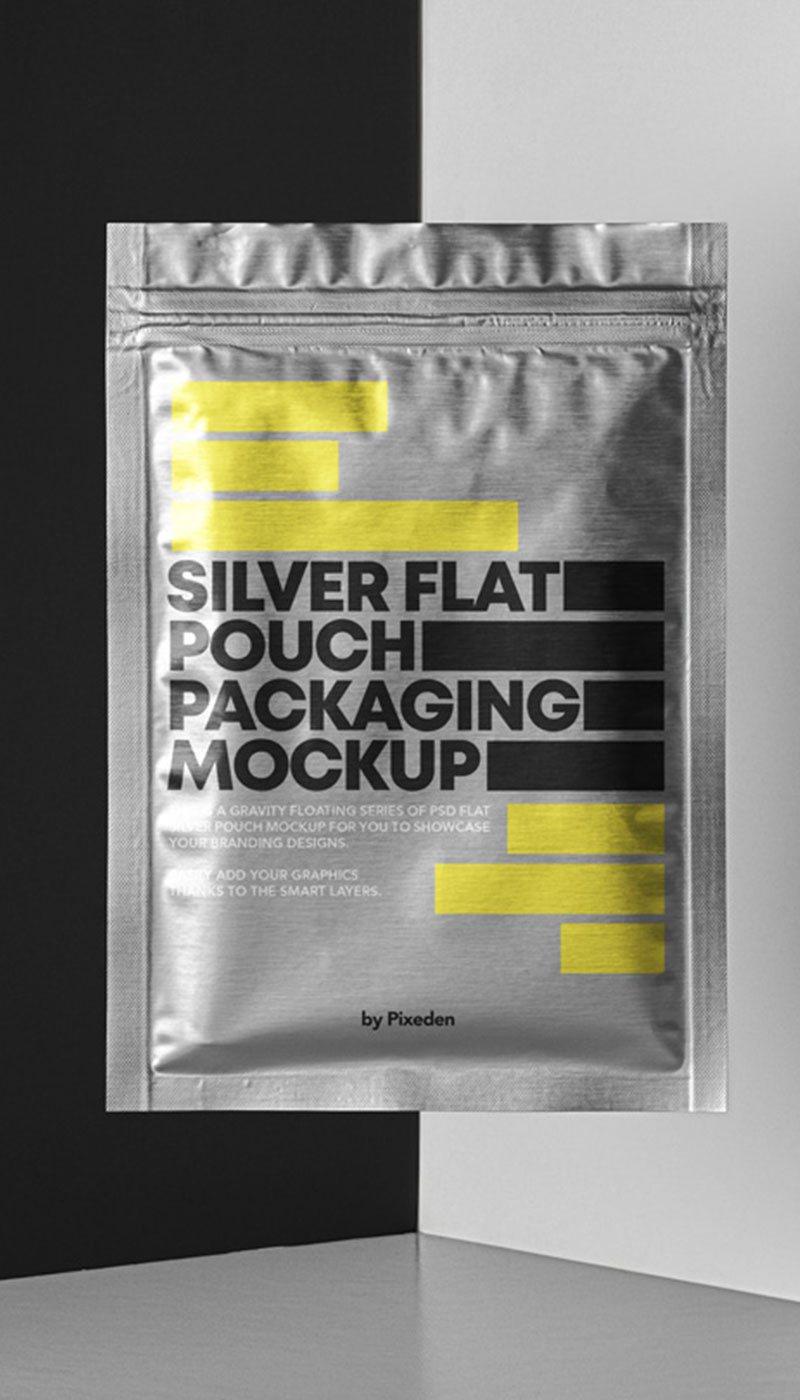 SILVER FLAT
POUCH
PACKAGING
MOCKUP
A GRAVITY FLOATING SERIES OF PSD FLAT
SILVER POUCH MOCKUP FOR YOU TO SHOWCASE
YOUR BRANDING DESIGNS.
EASILY ADD YOUR GRAPHICS
THANKS TO THE SMART LAYERS.
by Pixeden